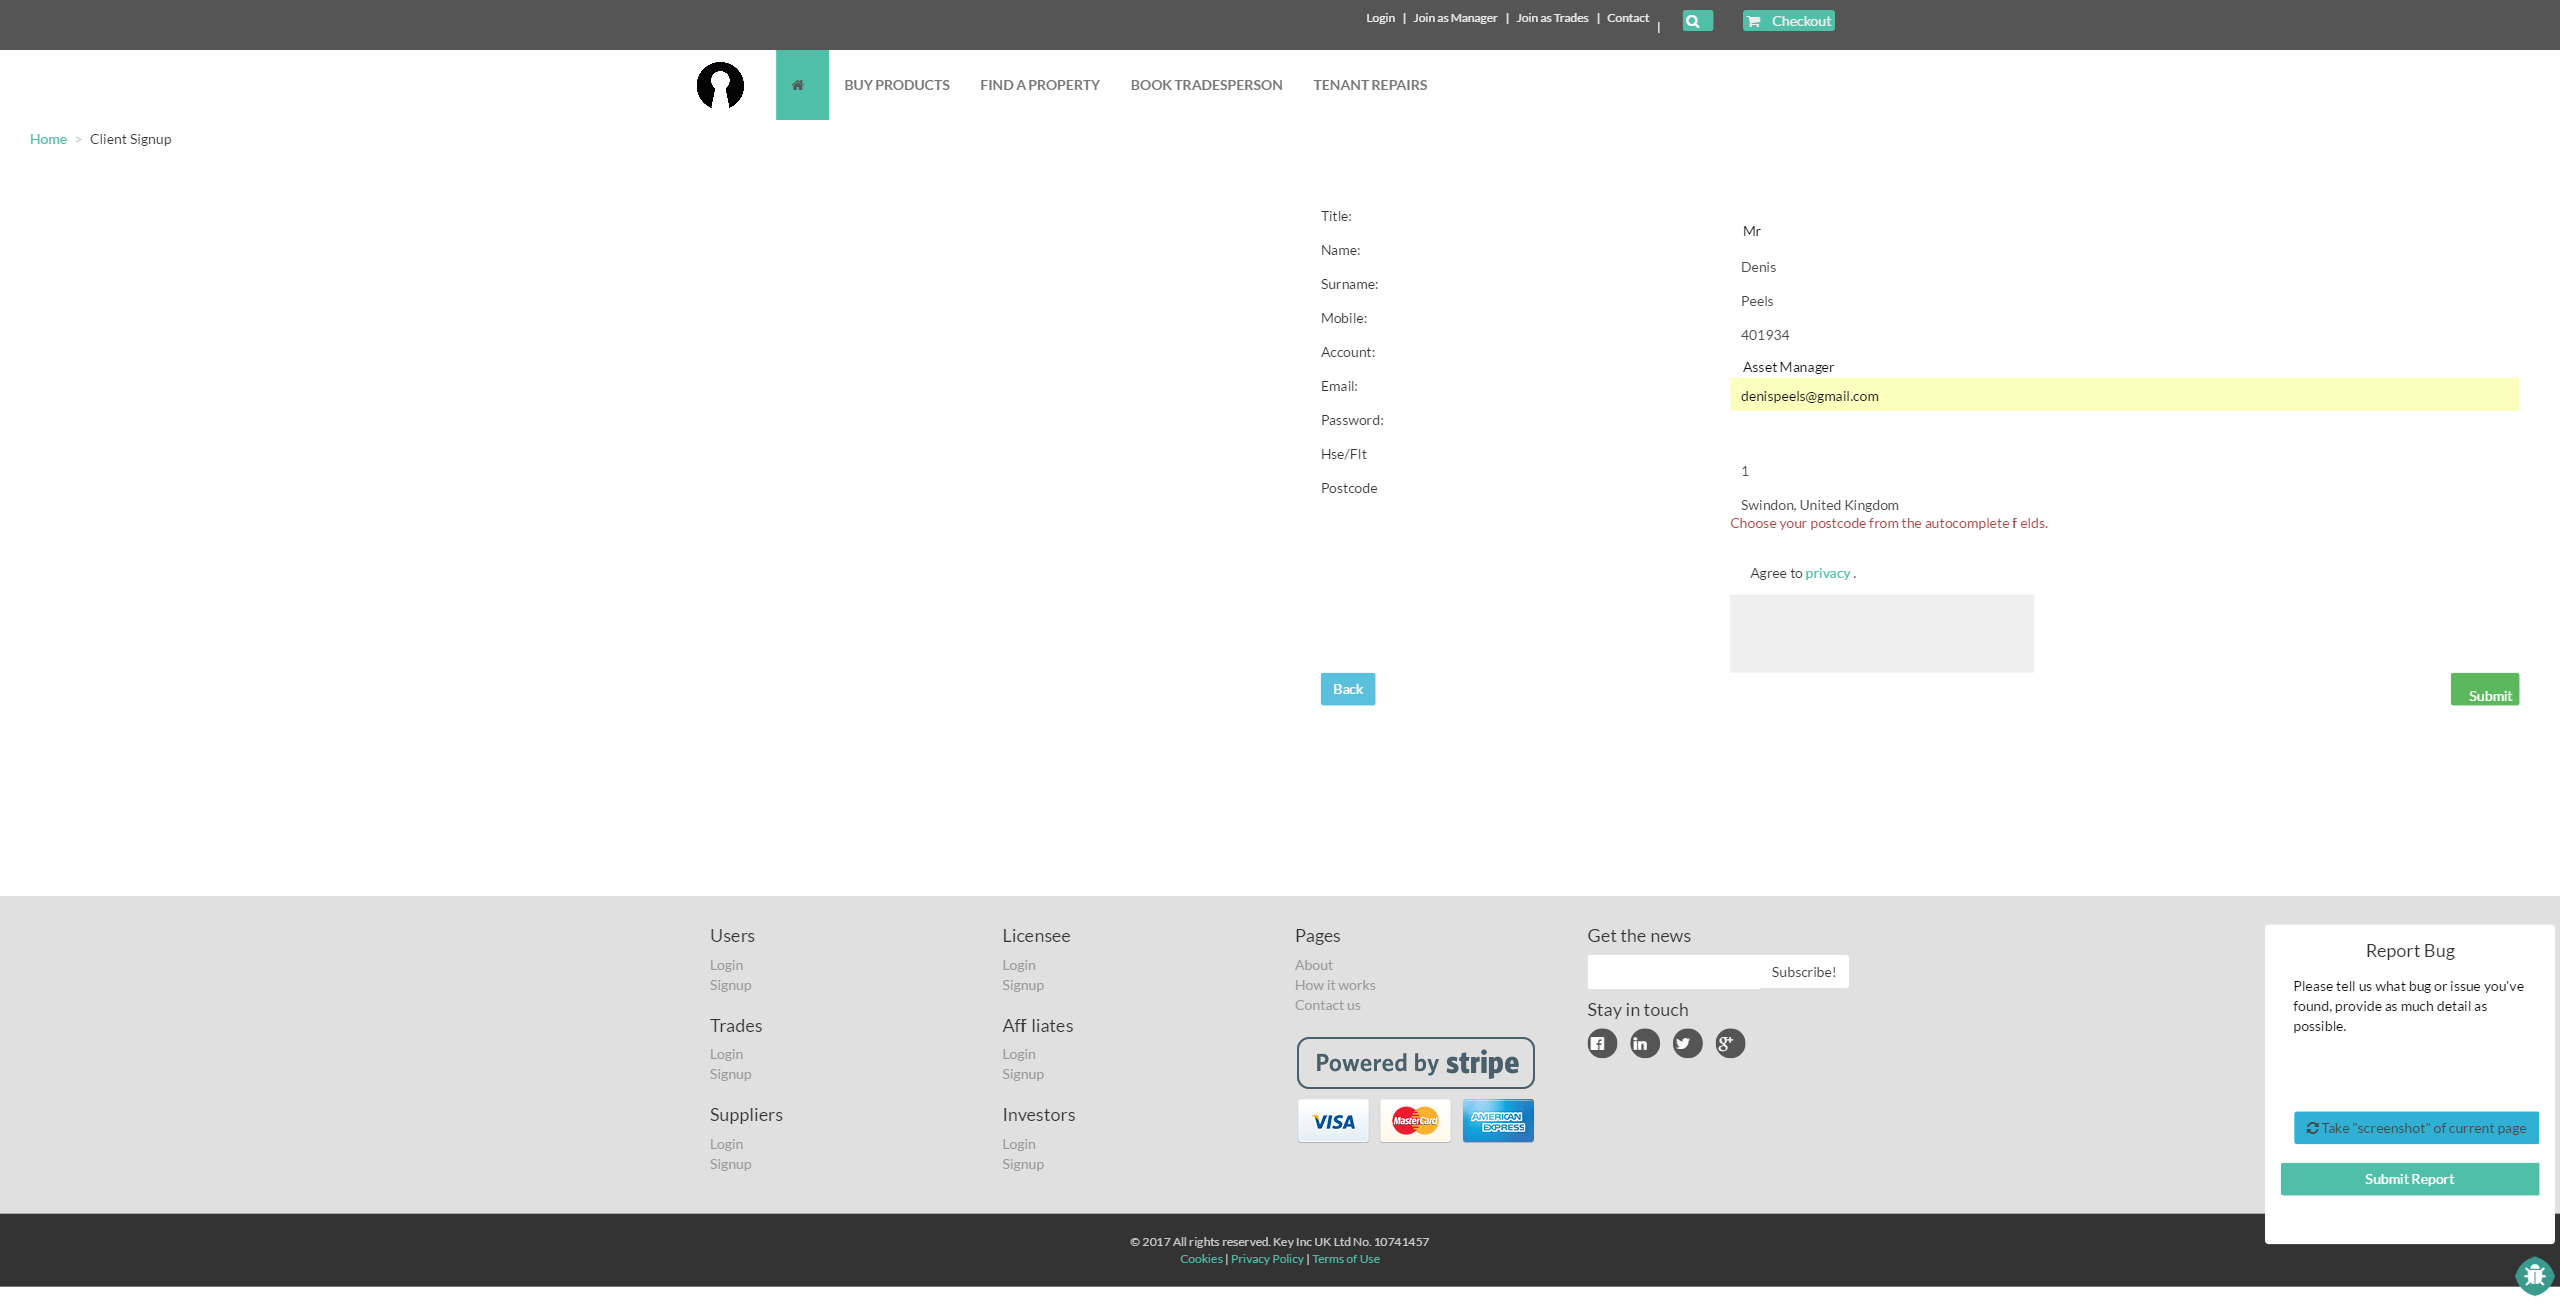 Login | Join as Manager | Join as Trades | Contact |
Checkout
BUY PRODUCTS FIND A PROPERTY BOOK TRADESPERSON TENANT REPAIRS
Home > Client Signup
Title: Mr
Name: Denis
Surname: Peels
Mobile: 401934
Account: Asset Manager
Email: denispeels@gmail.com
Password:
Hse/Flt 1
Postcode Swindon, United Kingdom
Choose your postcode from the autocomplete f elds.
Agree to privacy .
Back
Submit
Users
Login
Signup
Trades
Login
Signup
Suppliers
Login
Signup
Licensee
Login
Signup
Aff liates
Login
Signup
Investors
Login
Signup
Pages
About
How it works
Contact us
Powered by stripe
VISA MasterCard AMERICAN EXPRESS
Get the news
Subscribe!
Stay in touch
Report Bug
Please tell us what bug or issue you've
found, provide as much detail as
possible.
Take "screenshot" of current page
Submit Report
© 2017 All rights reserved. Key Inc UK Ltd No. 10741457
Cookies | Privacy Policy | Terms of Use